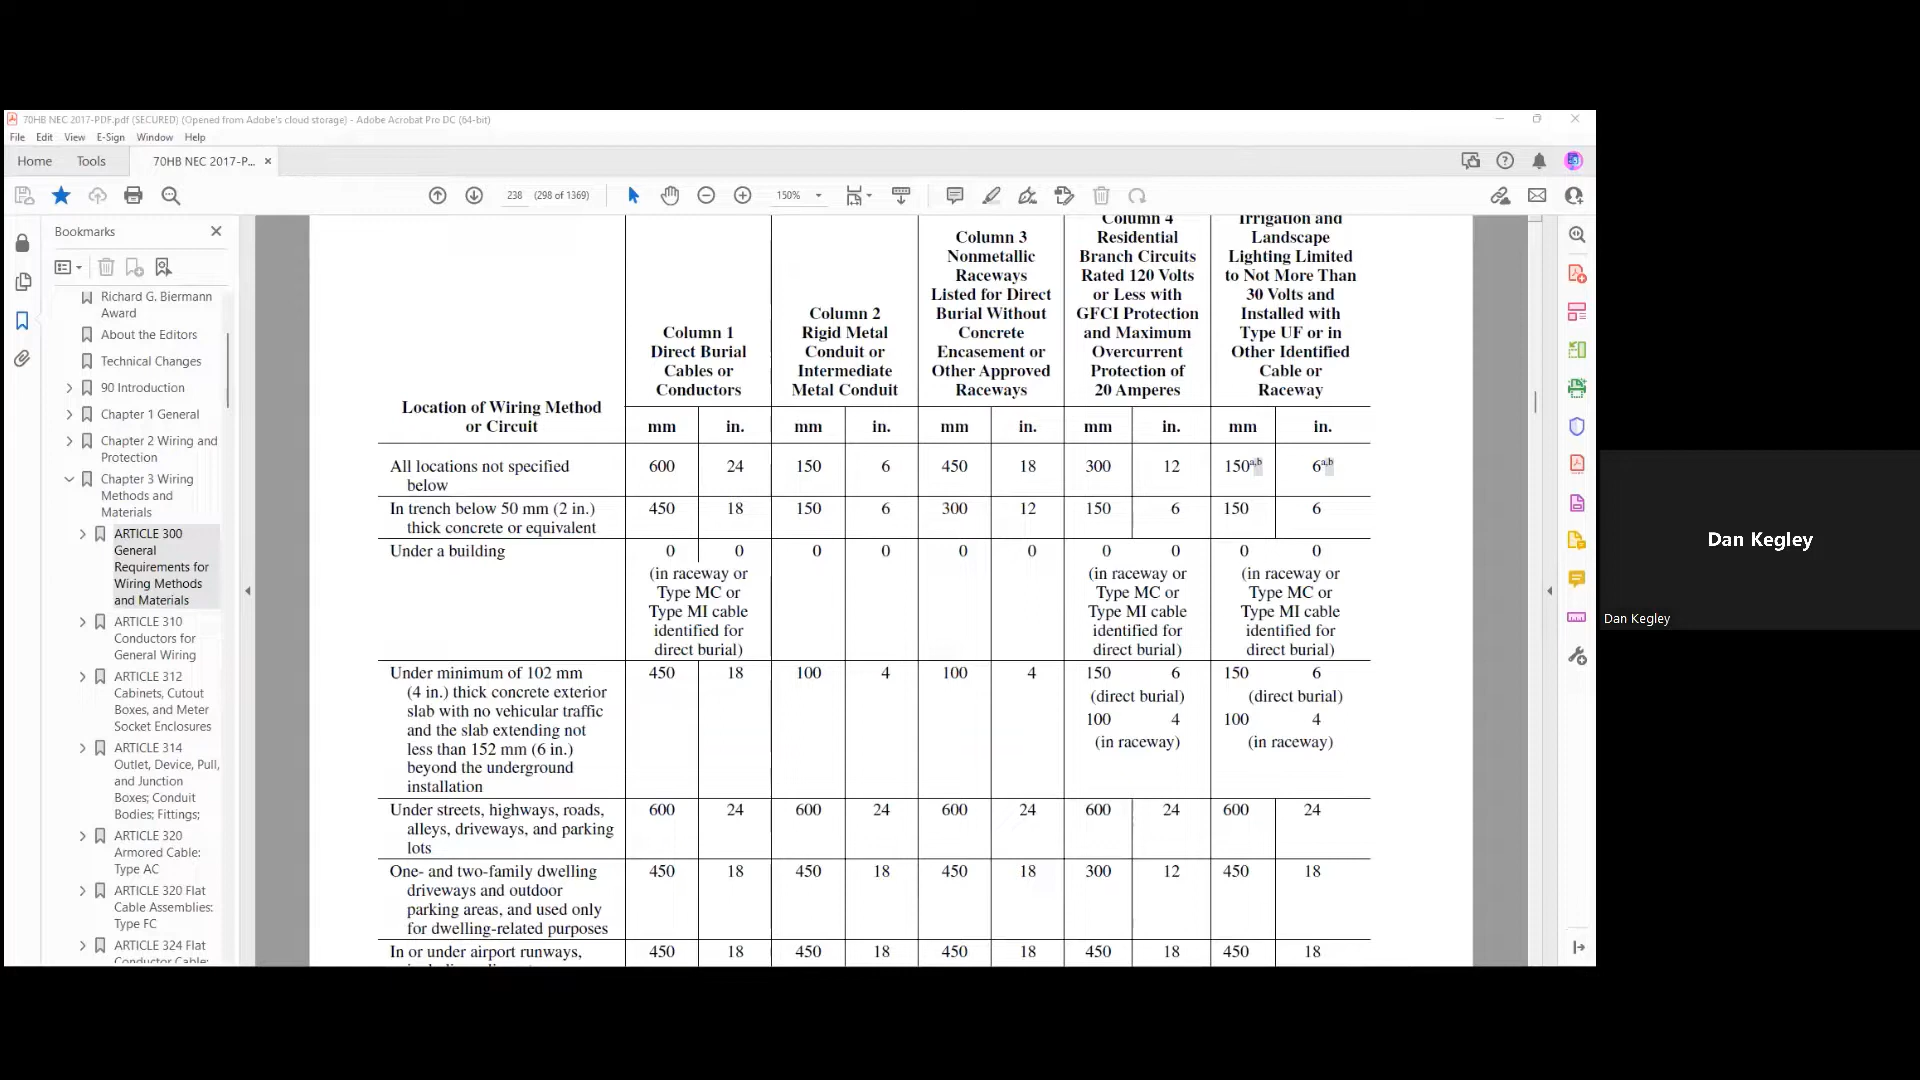 70HB NEC 2017-PDF.pdf (SECURED) (Opened from Adobe's cloud storage) - Adobe Acrobat Pro DC (64-bit)
File Edit View E-Sign Window Help
Home Tools 70HB NEC 2017-P... ×
238 (298 of 1369) 150%
Bookmarks
Richard G. Biermann
Award
About the Editors
Technical Changes
90 Introduction
Chapter 1 General
Chapter 2 Wiring and
Protection
Chapter 3 Wiring
Methods and
Materials
ARTICLE 300
General
Requirements for
Wiring Methods
and Materials
ARTICLE 310
Conductors for
General Wiring
ARTICLE 312
Cabinets, Cutout
Boxes, and Meter
Socket Enclosures
ARTICLE 314
Outlet, Device, Pull,
and Junction
Boxes; Conduit
Bodies; Fittings;
ARTICLE 320
Armored Cable:
Type AC
ARTICLE 320 Flat
Cable Assemblies:
Type FC
ARTICLE 324 Flat
Conductor Cable:
Location of Wiring Method
or Circuit
Column 1
Direct Burial
Cables or
Conductors
Column 2
Rigid Metal
Conduit or
Intermediate
Metal Conduit
Column 3
Nonmetallic
Raceways
Listed for Direct
Burial Without
Concrete
Encasement or
Other Approved
Raceways
Column 4
Residential
Branch Circuits
Rated 120 Volts
or Less with
GFCI Protection
and Maximum
Overcurrent
Protection of
20 Amperes
Irrigation and
Landscape
Lighting Limited
to Not More Than
30 Volts and
Installed with
Type UF or in
Other Identified
Cable or
Raceway
mm in. mm in. mm in. mm in. mm in.
All locations not specified 600 24 150 6 450 18 300 12 150a,b 6a,b
below
In trench below 50 mm (2 in.) 450 18 150 6 300 12 150 6 150 6
thick concrete or equivalent
Under a building 0 0 0 0 0 0 0 0 0 0
(in raceway or (in raceway or (in raceway or
Type MC or Type MC or Type MC or
Type MI cable Type MI cable Type MI cable
identified for identified for identified for
direct burial) direct burial) direct burial)
Under minimum of 102 mm 450 18 100 4 100 4 150 6 150 6
(4 in.) thick concrete exterior (direct burial) (direct burial)
slab with no vehicular traffic 100 4 100 4
and the slab extending not (in raceway) (in raceway)
less than 152 mm (6 in.)
beyond the underground
installation
Under streets, highways, roads, 600 24 600 24 600 24 600 24 600 24
alleys, driveways, and parking
lots
One- and two-family dwelling 450 18 450 18 450 18 300 12 450 18
driveways and outdoor
parking areas, and used only
for dwelling-related purposes
In or under airport runways, 450 18 450 18 450 18 450 18 450 18
Dan Kegley
Dan Kegley